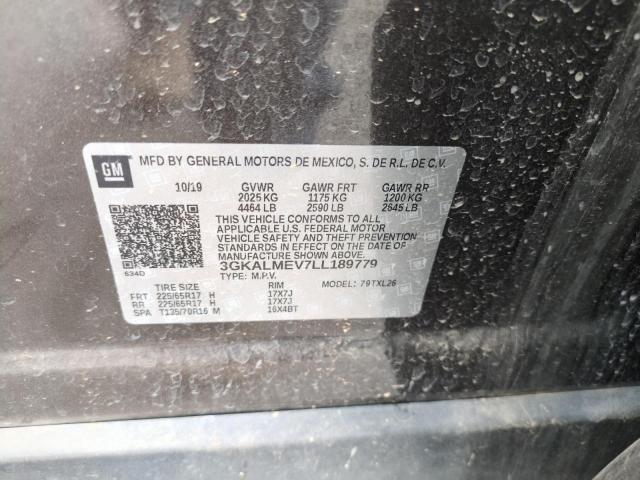 GM
MFD BY GENERAL MOTORS DE MEXICO, S. DE R.L. DE C.V.
10/19 GVWR GAWR FRT GAWR RR
2025 KG 1175 KG 1200 KG
4464 LB 2590 LB 2645 LB
THIS VEHICLE CONFORMS TO ALL
APPLICABLE U.S. FEDERAL MOTOR
VEHICLE SAFETY AND THEFT
PREVENTION STANDARDS IN
EFFECT ON THE DATE OF
MANUFACTURE SHOWN ABOVE.
3GKALMEV7LL189779
534D TYPE: M.P.V. MODEL: 79TXL26
TIRE SIZE RIM
FRT 225/65R17 H 17X7J
RR 225/65R17 H 17X7J
SPA T135/70R16 M 16X4BT